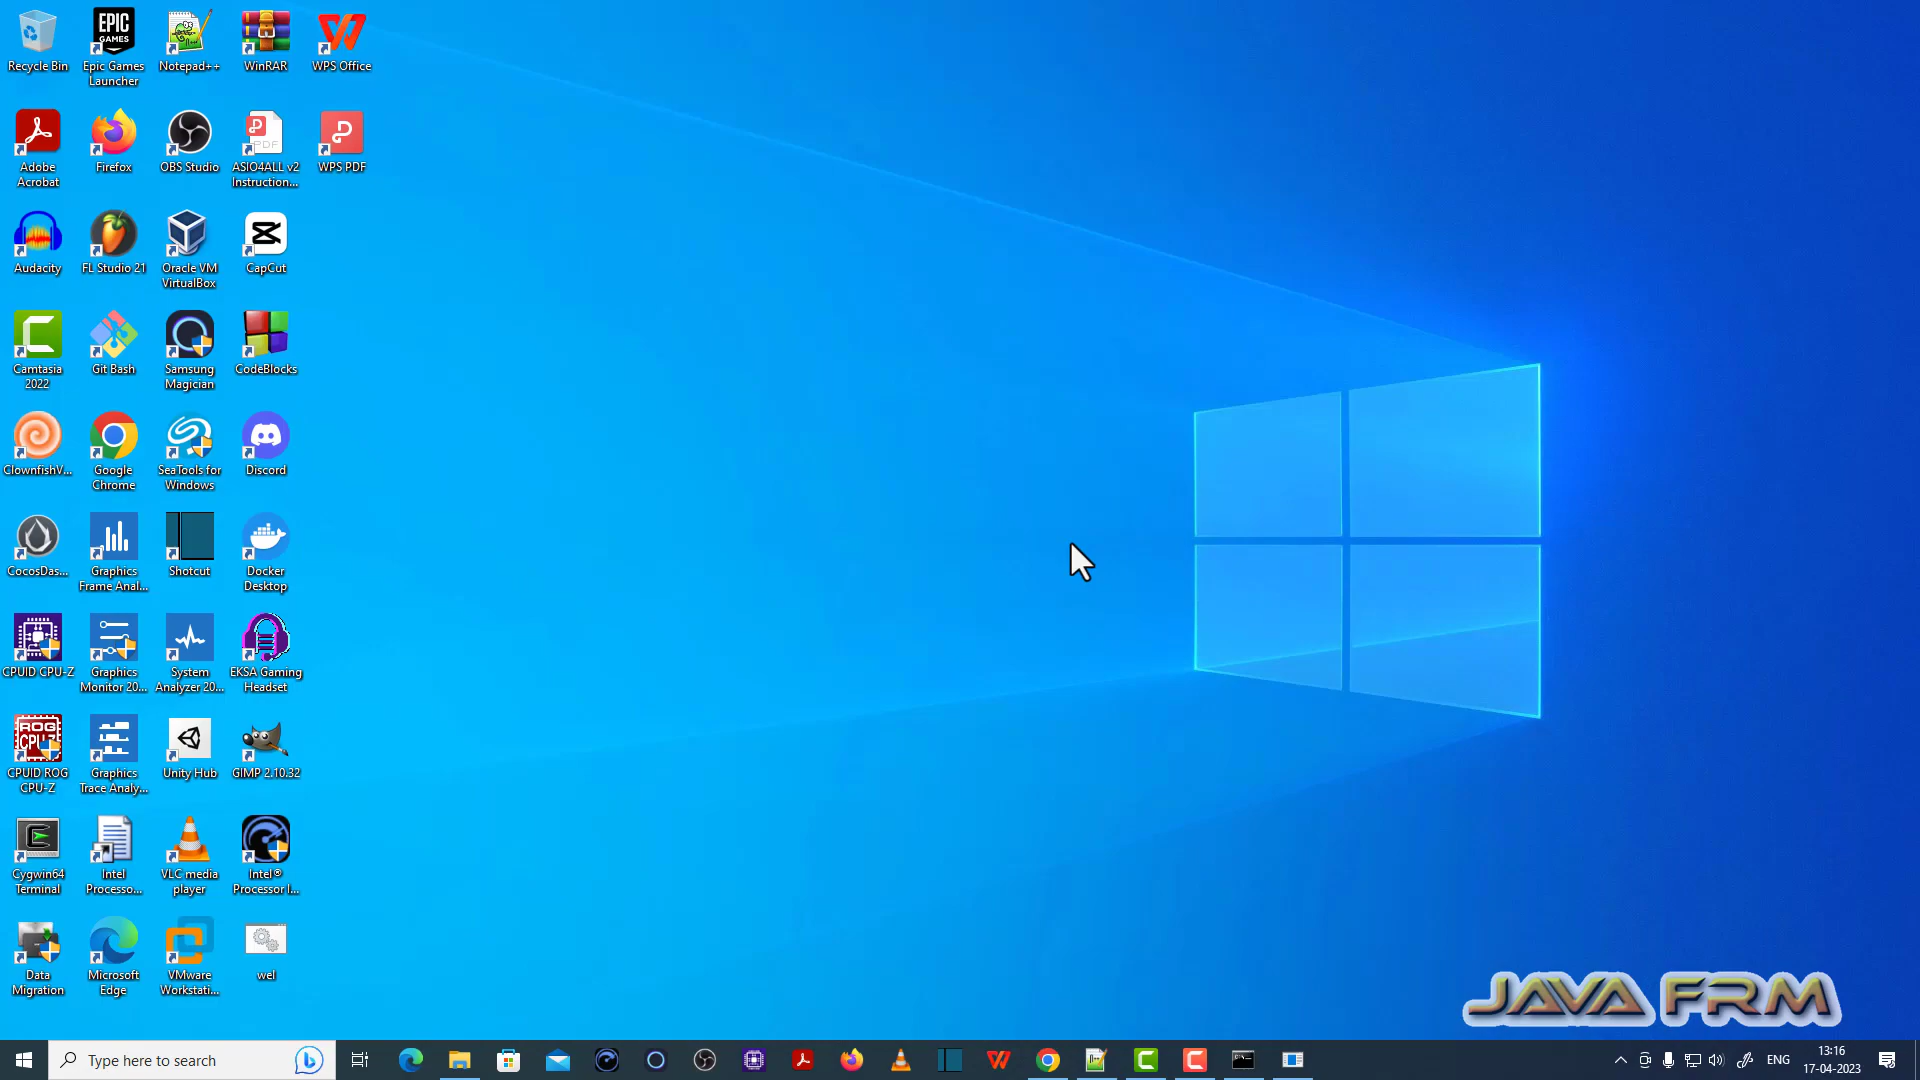 Recycle Bin
EPIC
GAMES
Epic Games
Launcher
Notepad++
WinRAR
WPS Office
Adobe
Acrobat
Firefox
OBS Studio
PDF
ASIO4ALL v2
Instruction...
WPS PDF
Audacity
FL Studio 21
Oracle VM
VirtualBox
CapCut
Camtasia
2022
Git Bash
Samsung
Magician
CodeBlocks
ClownfishV...
Google
Chrome
SeaTools for
Windows
Discord
CocosDas...
Graphics
Frame Anal...
Shotcut
Docker
Desktop
CPUID CPU-Z
Graphics
Monitor 20...
System
Analyzer 20...
EKSA Gaming
Headset
ROG
CPU-Z
CPUID ROG
CPU-Z
Graphics
Trace Analy...
Unity Hub
GIMP 2.10.32
Cygwin64
Terminal
Intel
Processo...
VLC media
player
Intel®
Processor I...
Data
Migration
Microsoft
Edge
VMware
Workstati...
wel
JAVA FRM
Type here to search
ENG
13:16
17-04-2023